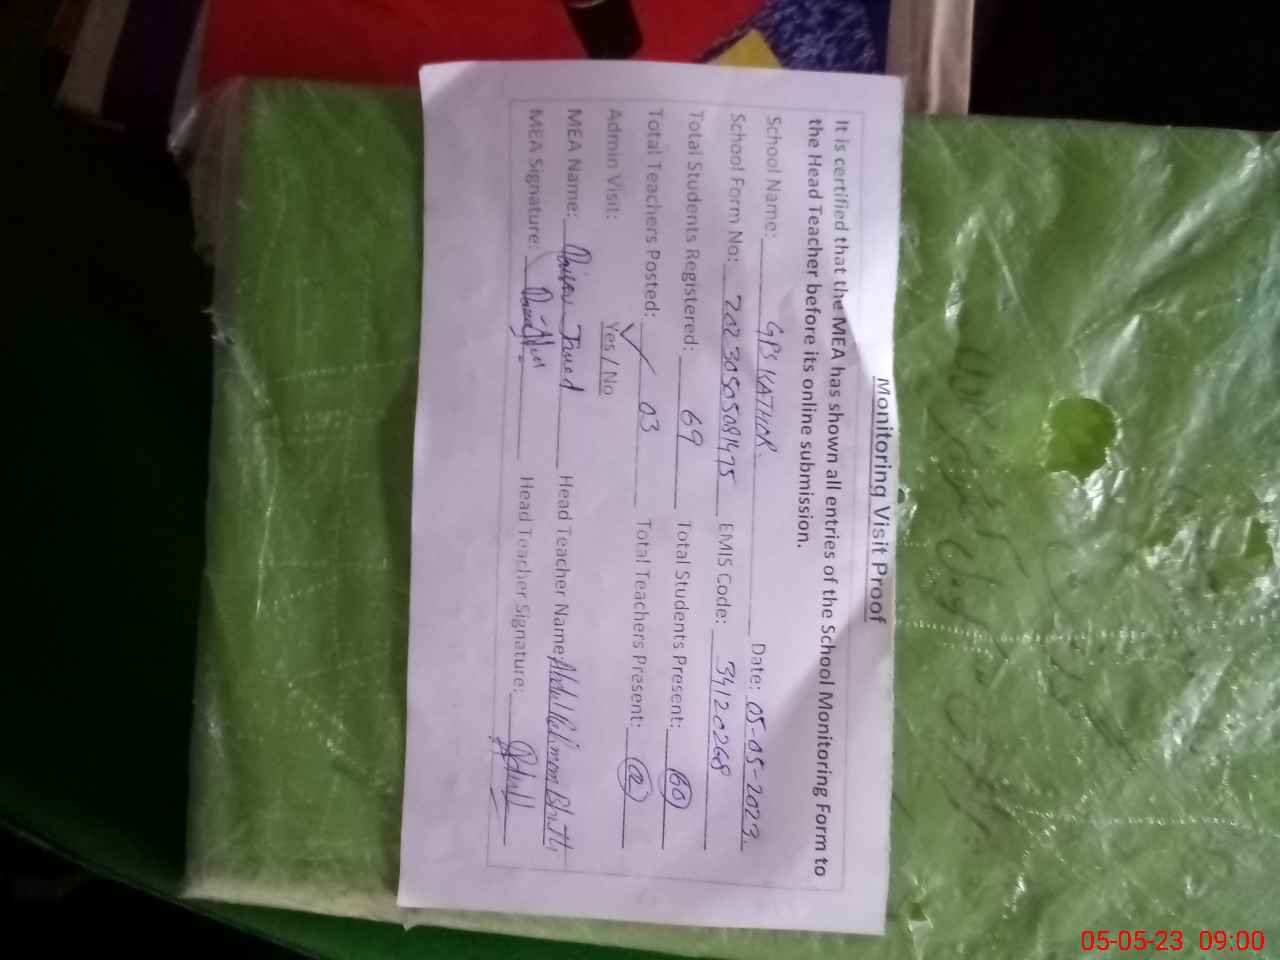 Monitoring Visit Proof
It is certified that the MEA has shown all entries of the School Monitoring Form to
the Head Teacher before its online submission.
School Name: GPS KATHOR Date: 05-05-2023
School Form No: 20230505081475 EMIS Code: 34120268
Total Students Registered: 69 Total Students Present: 60
Total Teachers Posted: 03 Total Teachers Present: 02
Admin Visit: Yes / No
MEA Name: Javed Head Teacher Name: Abdul Rehman Bhatti
MEA Signature: Head Teacher Signature:
05-05-23 09:00